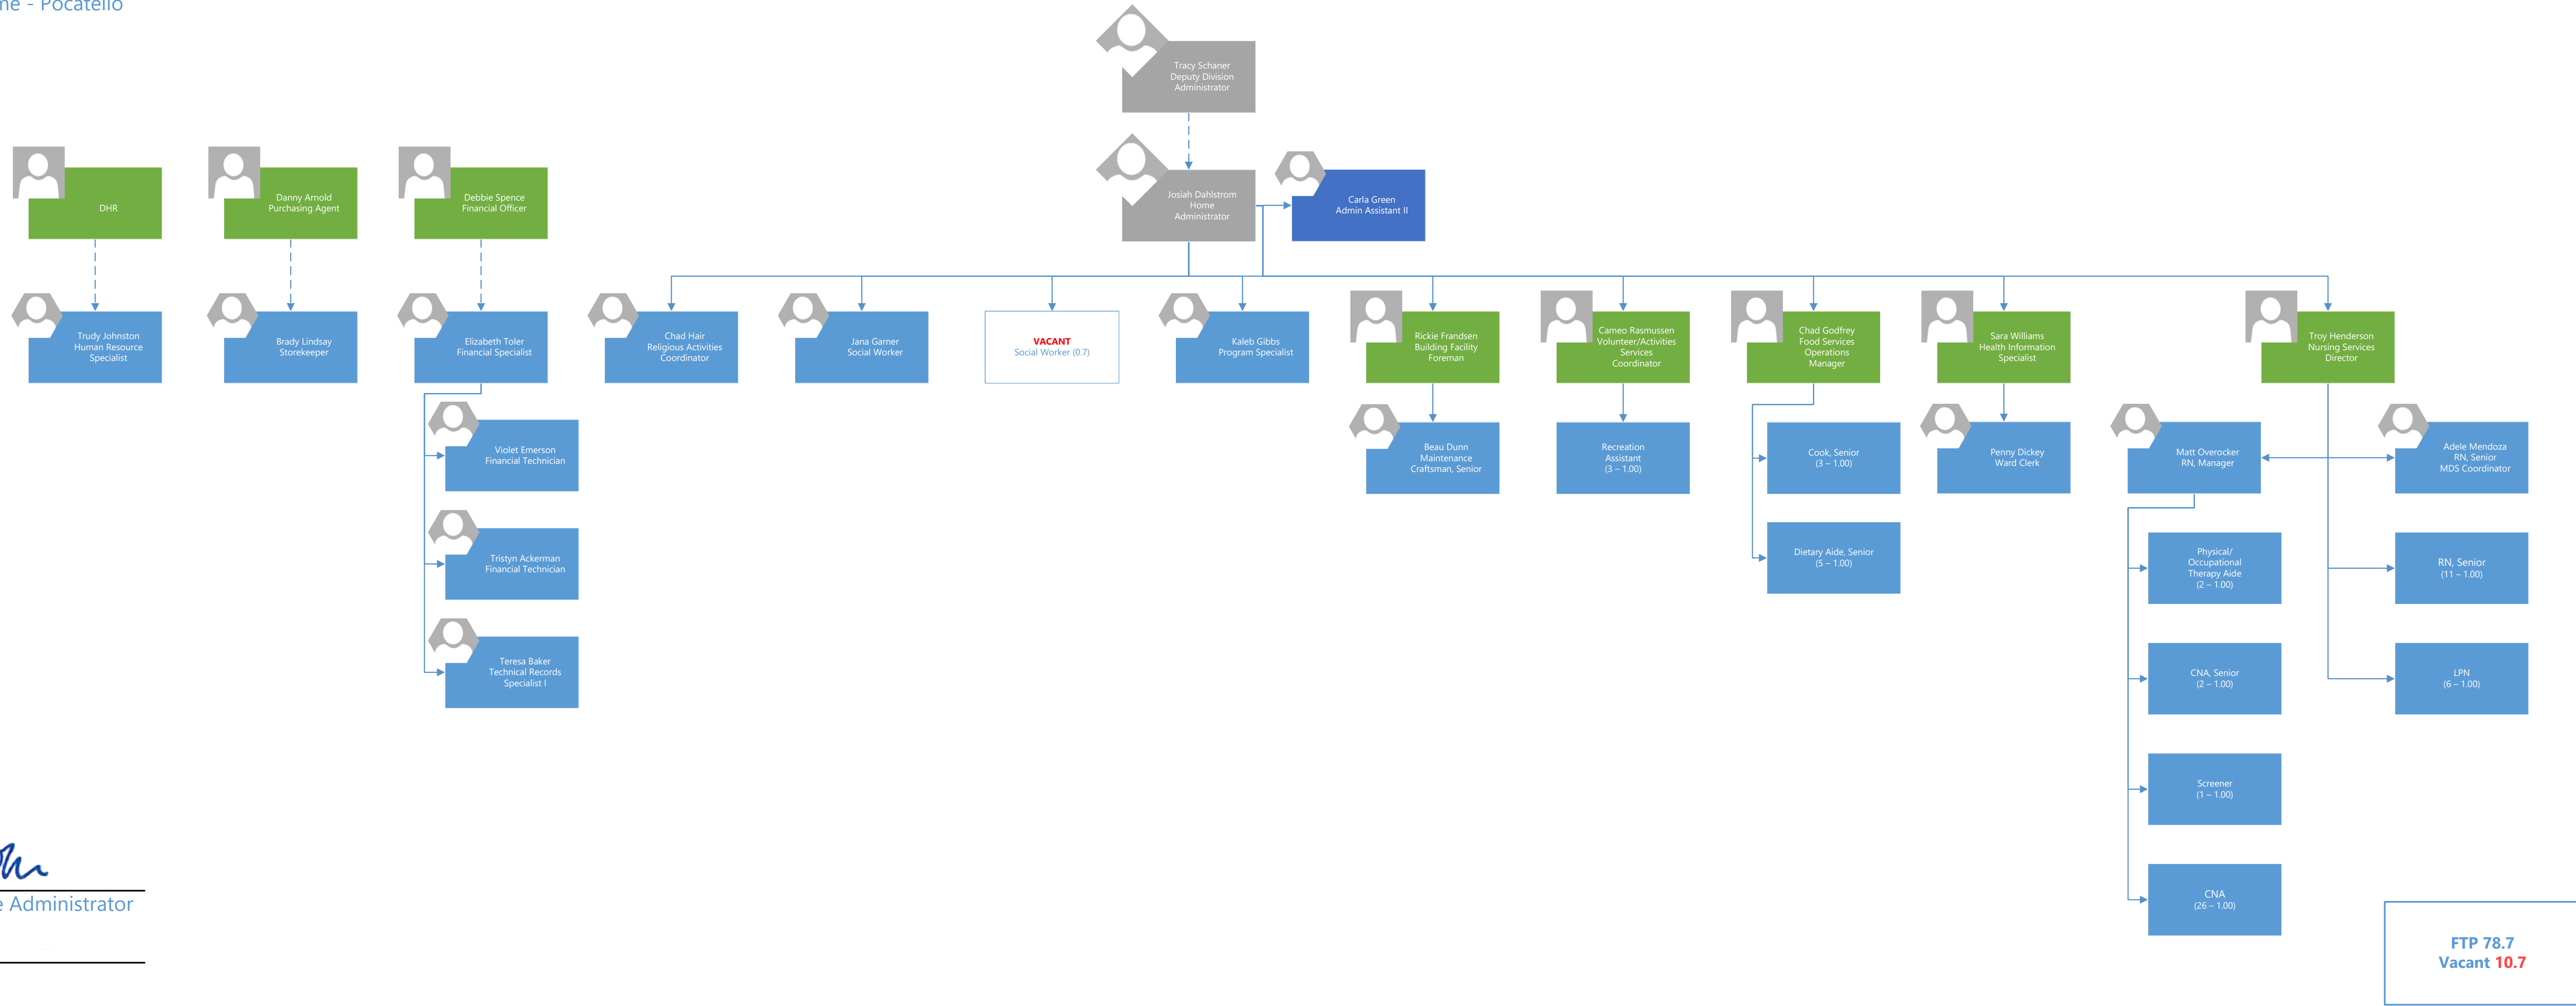 me - Pocatello
Tracy Schaner
Deputy Division
Administrator
Josiah Dahlstrom
Home
Administrator
Carla Green
Admin Assistant II
DHR
Danny Arnold
Purchasing Agent
Debbie Spence
Financial Officer
Trudy Johnston
Human Resource
Specialist
Brady Lindsay
Storekeeper
Elizabeth Toler
Financial Specialist
Chad Hair
Religious Activities
Coordinator
Jana Garner
Social Worker
VACANT
Social Worker (0.7)
Kaleb Gibbs
Program Specialist
Rickie Frandsen
Building Facility
Foreman
Cameo Rasmussen
Volunteer/Activities
Services
Coordinator
Chad Godfrey
Food Services
Operations
Manager
Sara Williams
Health Information
Specialist
Troy Henderson
Nursing Services
Director
Violet Emerson
Financial Technician
Tristyn Ackerman
Financial Technician
Teresa Baker
Technical Records
Specialist I
Beau Dunn
Maintenance
Craftsman, Senior
Recreation
Assistant
(3 – 1.00)
Cook, Senior
(3 – 1.00)
Dietary Aide, Senior
(5 – 1.00)
Penny Dickey
Ward Clerk
Matt Overocker
RN, Manager
Adele Mendoza
RN, Senior
MDS Coordinator
Physical/
Occupational
Therapy Aide
(2 – 1.00)
RN, Senior
(11 – 1.00)
CNA, Senior
(2 – 1.00)
LPN
(6 – 1.00)
Screener
(1 – 1.00)
CNA
(26 – 1.00)
e Administrator
FTP 78.7
Vacant 10.7